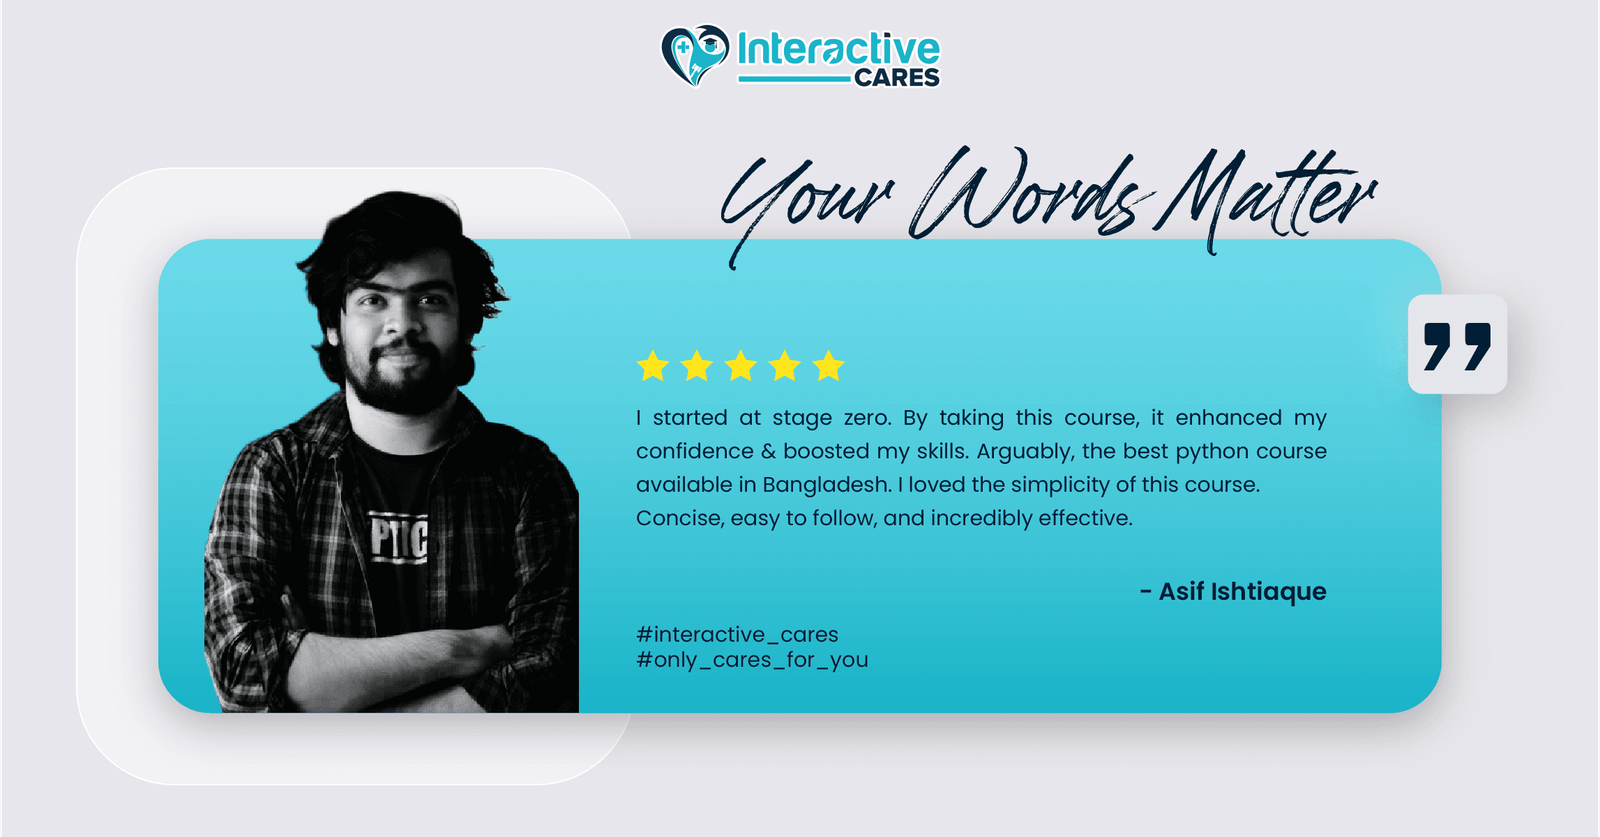 Interactive
CARES
Your Words Matter
I started at stage zero. By taking this course, it enhanced my
confidence & boosted my skills. Arguably, the best python course
available in Bangladesh. I loved the simplicity of this course.
Concise, easy to follow, and incredibly effective.
- Asif Ishtiaque
#interactive_cares
#only_cares_for_you